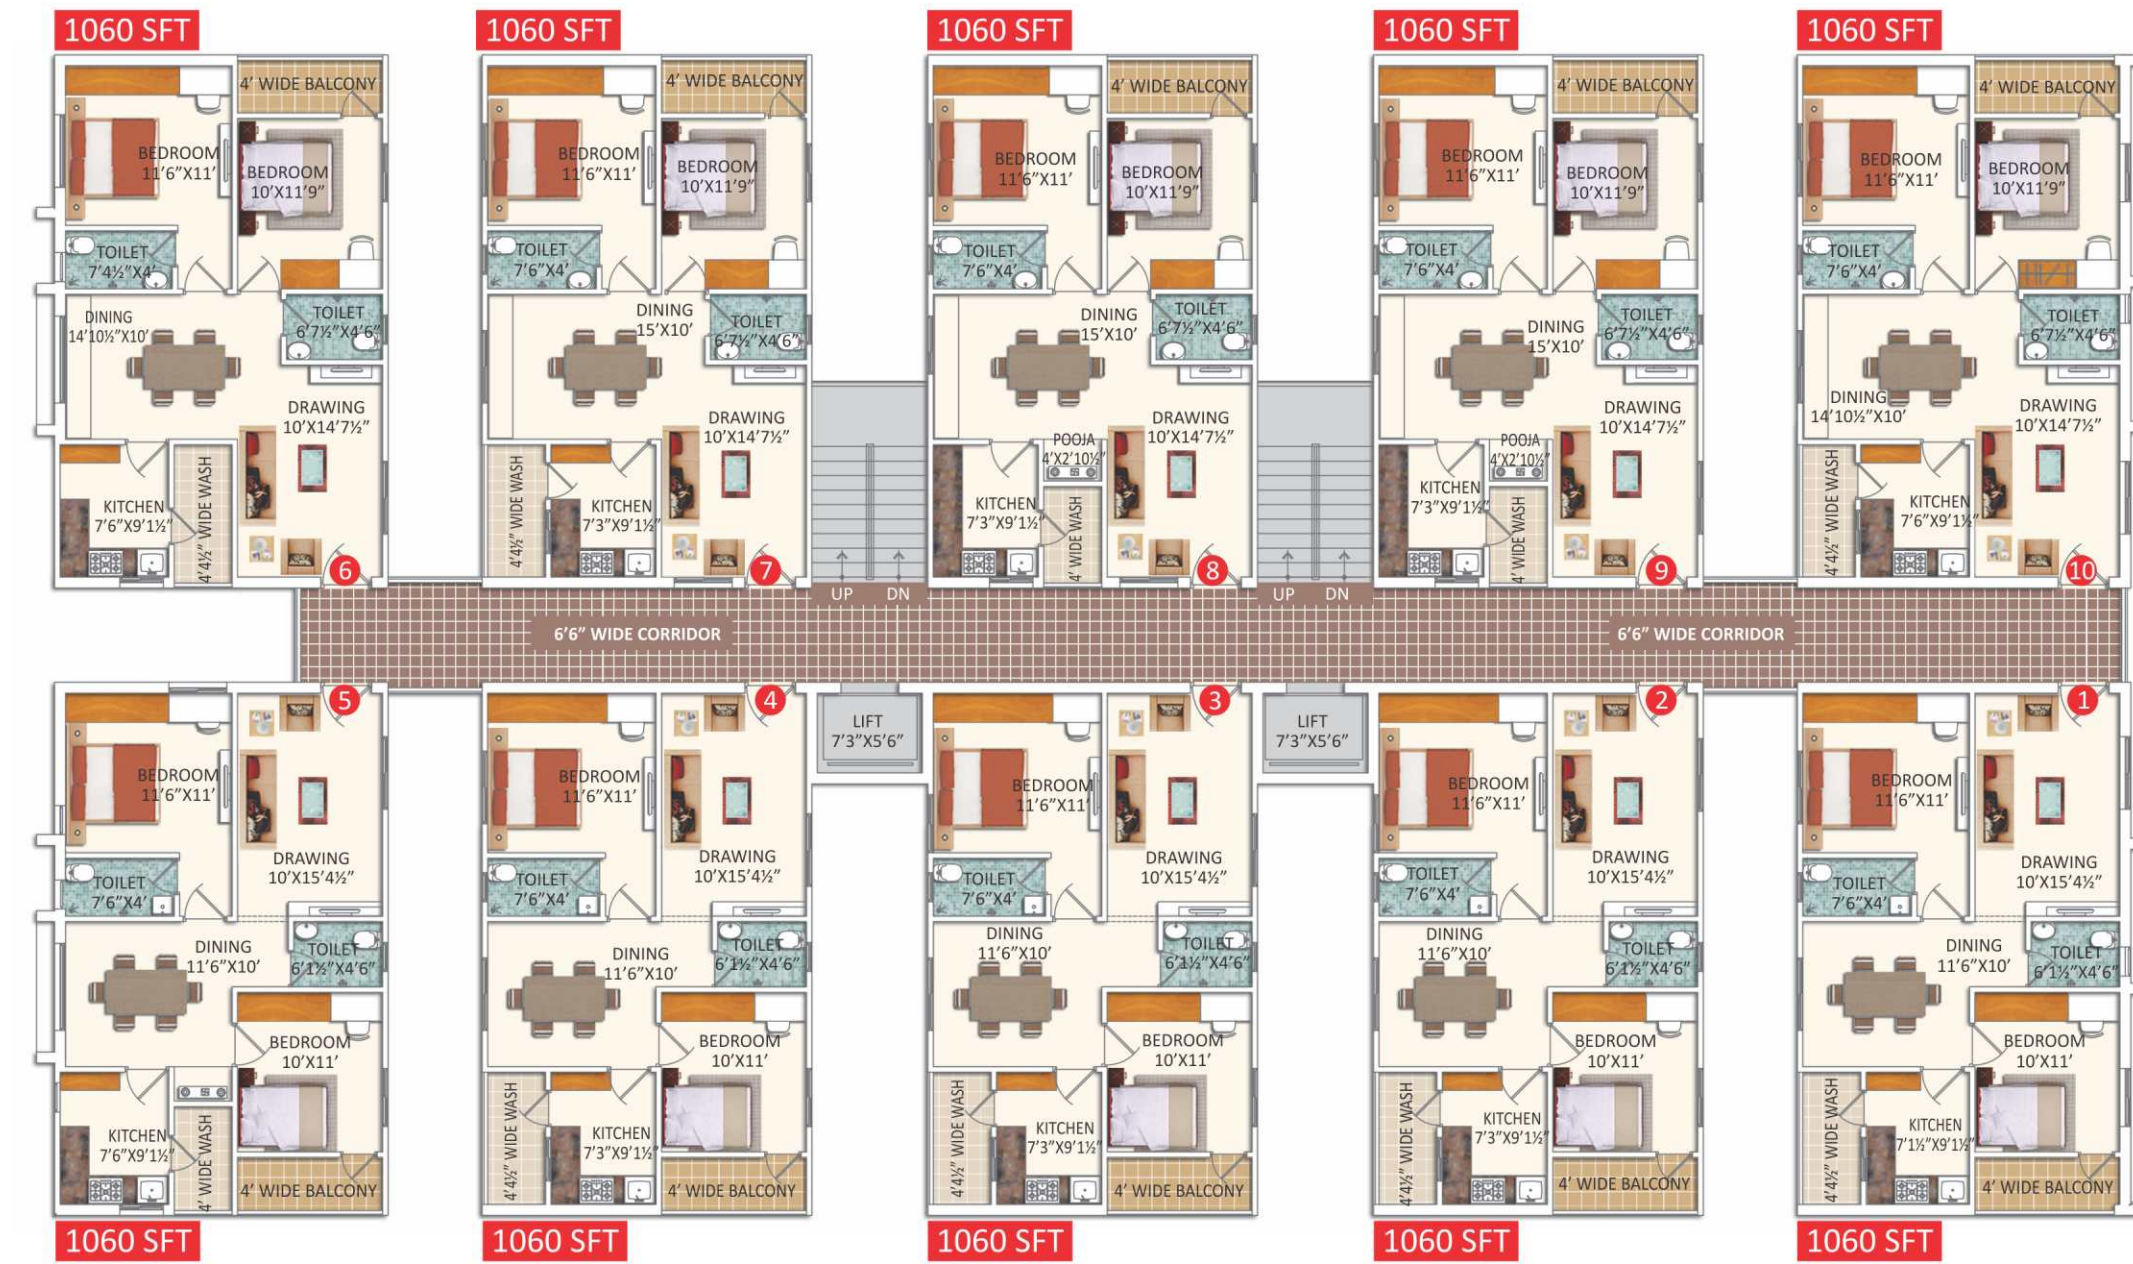 1060 SFT
1060 SFT
1060 SFT
1060 SFT
1060 SFT
4' WIDE BALCONY
BEDROOM
11'6"X11'
BEDROOM
10'X11'9"
TOILET
7'4½"X4'
DINING
14'10½"X10'
TOILET
6'7½"X4'6"
DRAWING
10'X14'7½"
KITCHEN
7'6"X9'1½"
4'4½" WIDE WASH
6
4' WIDE BALCONY
BEDROOM
11'6"X11'
BEDROOM
10'X11'9"
TOILET
7'6"X4'
DINING
15'X10'
TOILET
6'7½"X4'6"
DRAWING
10'X14'7½"
4'4½" WIDE WASH
KITCHEN
7'3"X9'1½"
7
UP
DN
4' WIDE BALCONY
BEDROOM
11'6"X11'
BEDROOM
10'X11'9"
TOILET
7'6"X4'
DINING
15'X10'
TOILET
6'7½"X4'6"
DRAWING
10'X14'7½"
POOJA
4'X2'10½"
KITCHEN
7'3"X9'1½"
4' WIDE WASH
8
UP
DN
4' WIDE BALCONY
BEDROOM
11'6"X11'
BEDROOM
10'X11'9"
TOILET
7'6"X4'
DINING
15'X10'
TOILET
6'7½"X4'6"
DRAWING
10'X14'7½"
POOJA
4'X2'10½"
KITCHEN
7'3"X9'1½"
4' WIDE WASH
9
4' WIDE BALCONY
BEDROOM
11'6"X11'
BEDROOM
10'X11'9"
TOILET
7'6"X4'
TOILET
6'7½"X4'6"
DINING
14'10½"X10'
DRAWING
10'X14'7½"
4'4½" WIDE WASH
KITCHEN
7'6"X9'1½"
10
6'6" WIDE CORRIDOR
6'6" WIDE CORRIDOR
5
BEDROOM
11'6"X11'
DRAWING
10'X15'4½"
TOILET
7'6"X4'
DINING
11'6"X10'
TOILET
6'1½"X4'6"
BEDROOM
10'X11'
KITCHEN
7'6"X9'1½"
4' WIDE WASH
4' WIDE BALCONY
4
BEDROOM
11'6"X11'
DRAWING
10'X15'4½"
TOILET
7'6"X4'
DINING
11'6"X10'
TOILET
6'1½"X4'6"
BEDROOM
10'X11'
4'4½" WIDE WASH
KITCHEN
7'3"X9'1½"
4' WIDE BALCONY
LIFT
7'3"X5'6"
3
BEDROOM
11'6"X11'
DRAWING
10'X15'4½"
TOILET
7'6"X4'
DINING
11'6"X10'
TOILET
6'1½"X4'6"
BEDROOM
10'X11'
4'4½" WIDE WASH
KITCHEN
7'3"X9'1½"
4' WIDE BALCONY
LIFT
7'3"X5'6"
2
BEDROOM
11'6"X11'
DRAWING
10'X15'4½"
TOILET
7'6"X4'
DINING
11'6"X10'
TOILET
6'1½"X4'6"
BEDROOM
10'X11'
4'4½" WIDE WASH
KITCHEN
7'3"X9'1½"
4' WIDE BALCONY
1
BEDROOM
11'6"X11'
DRAWING
10'X15'4½"
TOILET
7'6"X4'
DINING
11'6"X10'
TOILET
6'1½"X4'6"
BEDROOM
10'X11'
4'4½" WIDE WASH
KITCHEN
7'1½"X9'1½"
4' WIDE BALCONY
1060 SFT
1060 SFT
1060 SFT
1060 SFT
1060 SFT